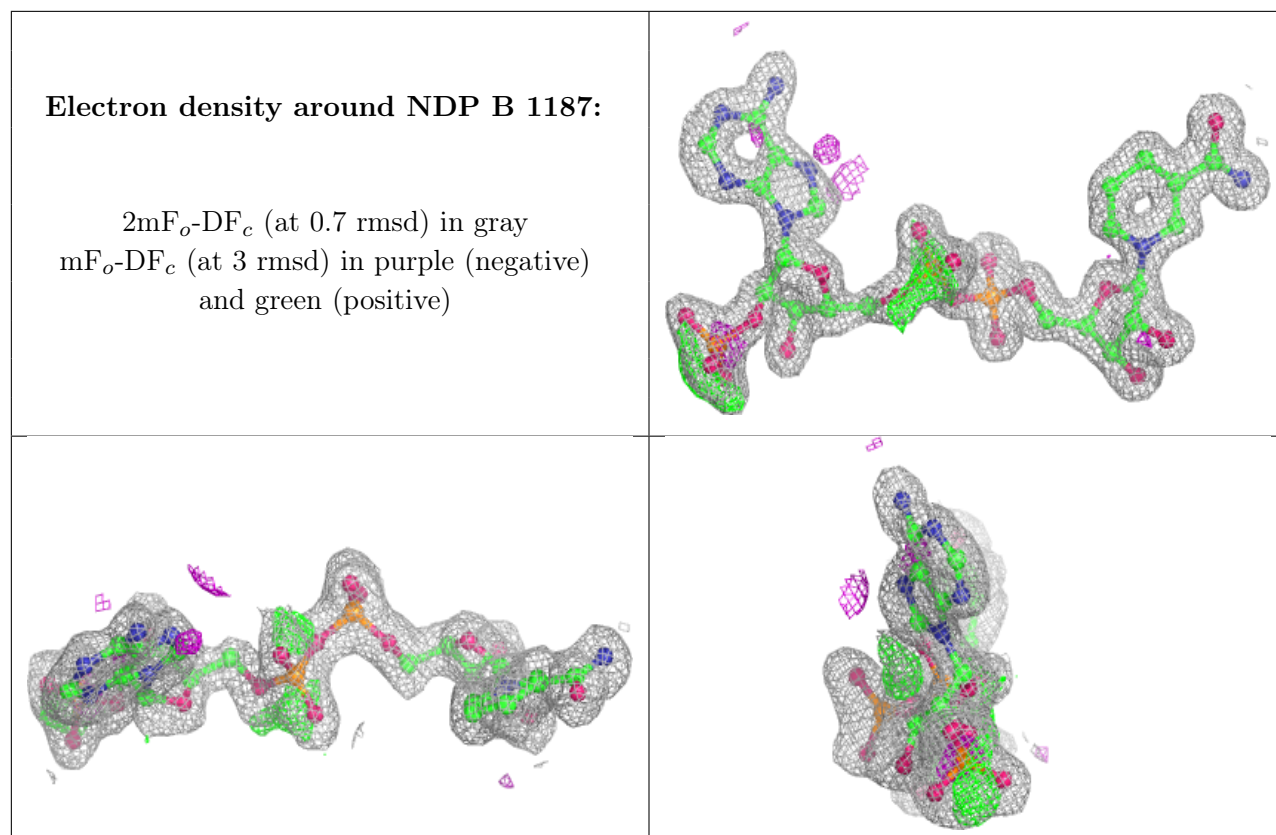 Electron density around NDP B 1187:
2mFₒ-DF𝒸 (at 0.7 rmsd) in gray
mFₒ-DF𝒸 (at 3 rmsd) in purple (negative)
and green (positive)